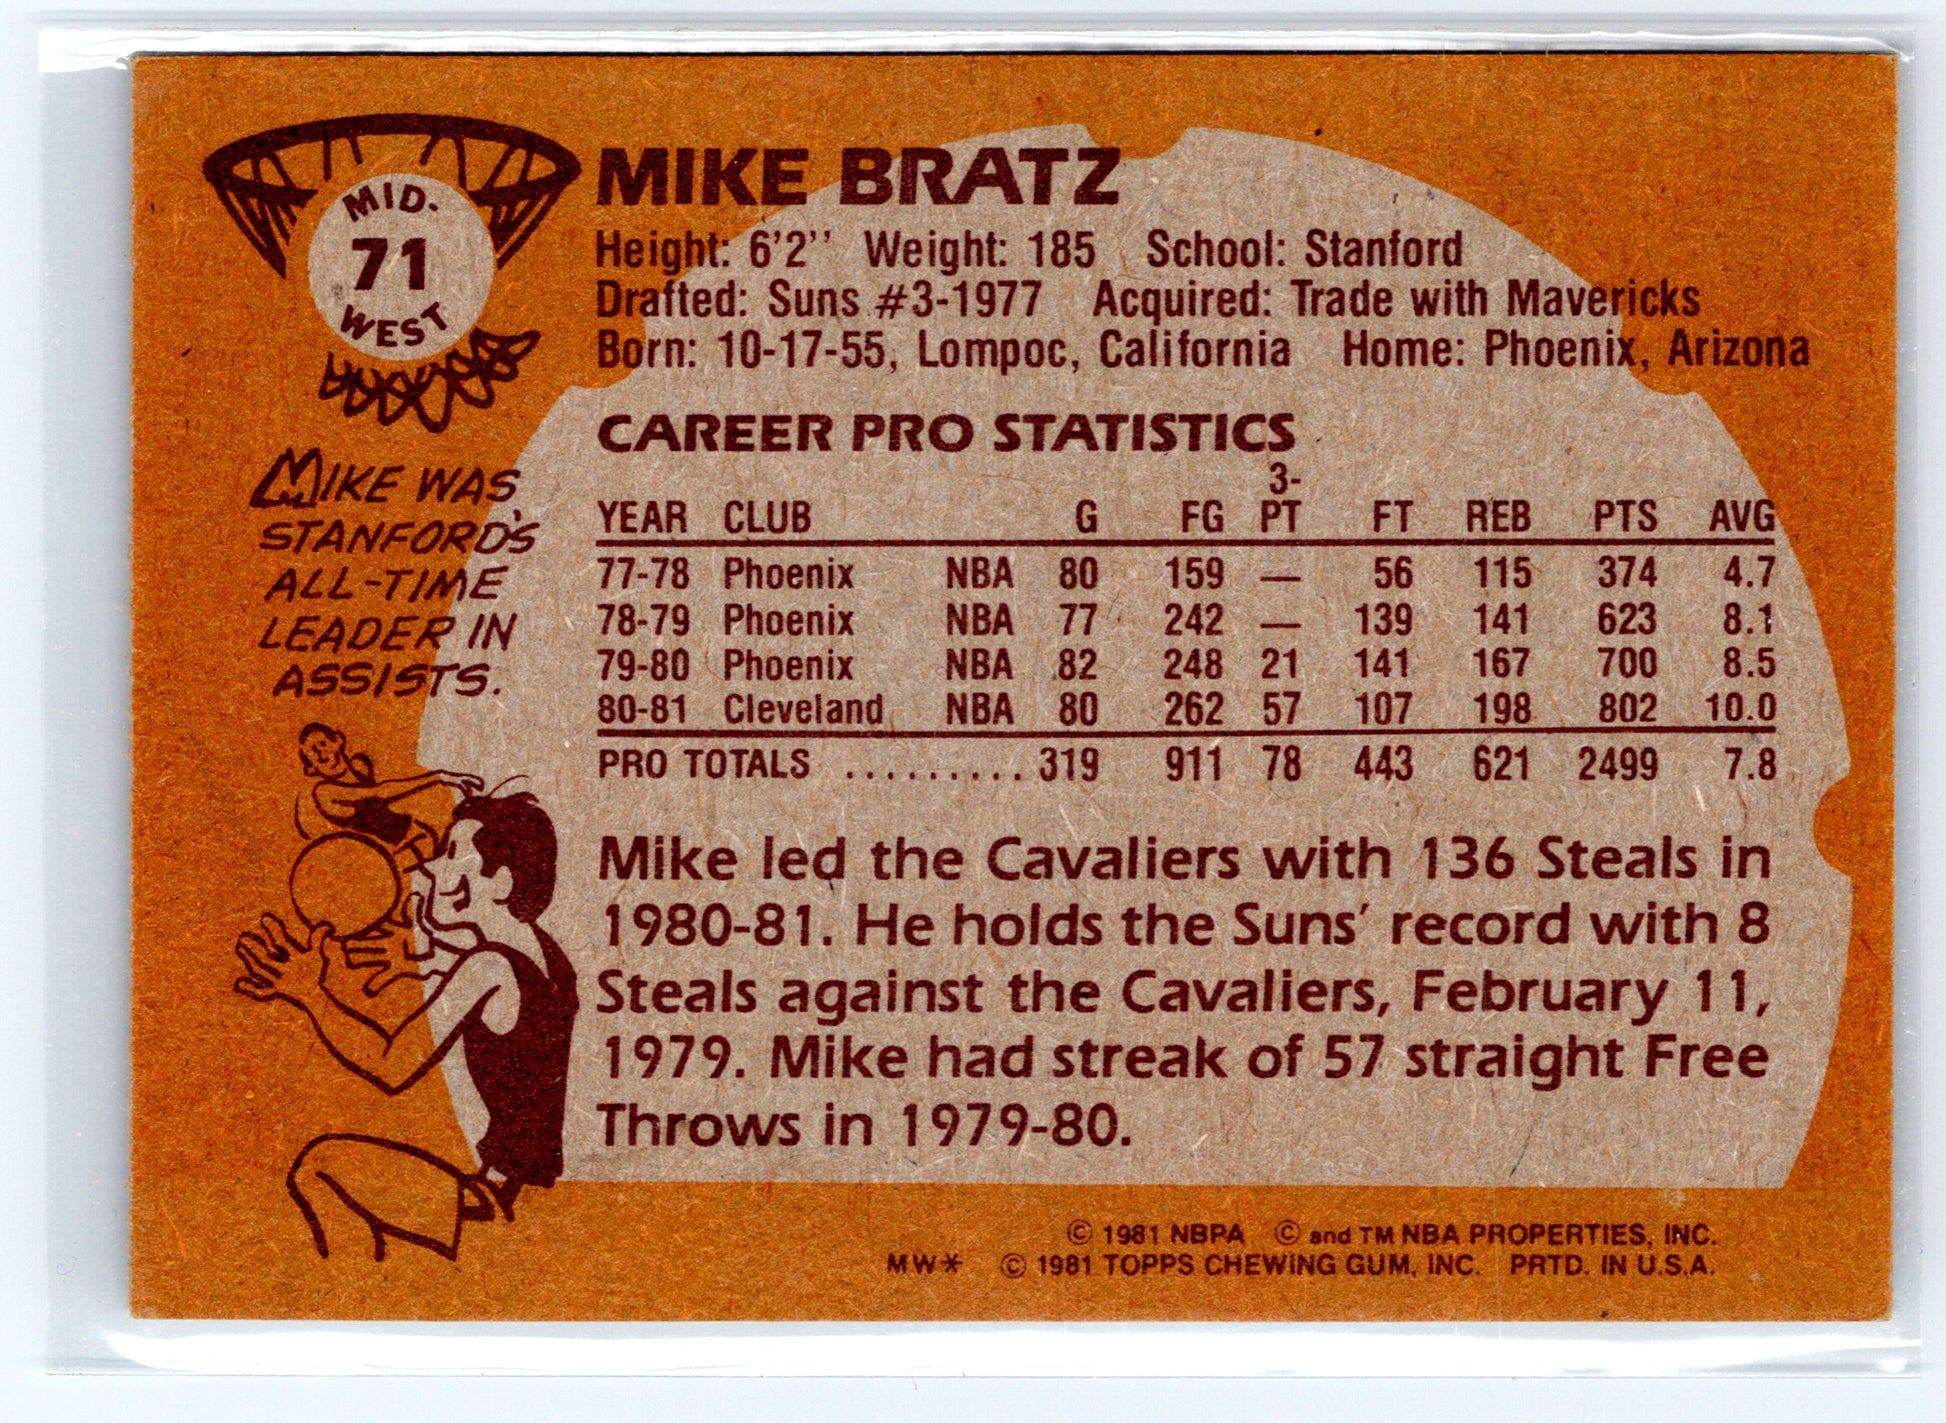 MID-
71
WEST
MIKE BRATZ
Height: 6'2'' Weight: 185 School: Stanford
Drafted: Suns #3-1977 Acquired: Trade with Mavericks
Born: 10-17-55, Lompoc, California Home: Phoenix, Arizona
MIKE WAS
STANFORD'S
ALL-TIME
LEADER IN
ASSISTS.
CAREER PRO STATISTICS
3-
YEAR CLUB G FG PT FT REB PTS AVG
77-78 Phoenix NBA 80 159 — 56 115 374 4.7
78-79 Phoenix NBA 77 242 — 139 141 623 8.1
79-80 Phoenix NBA 82 248 21 141 167 700 8.5
80-81 Cleveland NBA 80 262 57 107 198 802 10.0
PRO TOTALS .......... 319 911 78 443 621 2499 7.8
Mike led the Cavaliers with 136 Steals in
1980-81. He holds the Suns' record with 8
Steals against the Cavaliers, February 11,
1979. Mike had streak of 57 straight Free
Throws in 1979-80.
© 1981 NBPA © and TM NBA PROPERTIES, INC.
MW* © 1981 TOPPS CHEWING GUM, INC. PRTD. IN U.S.A.